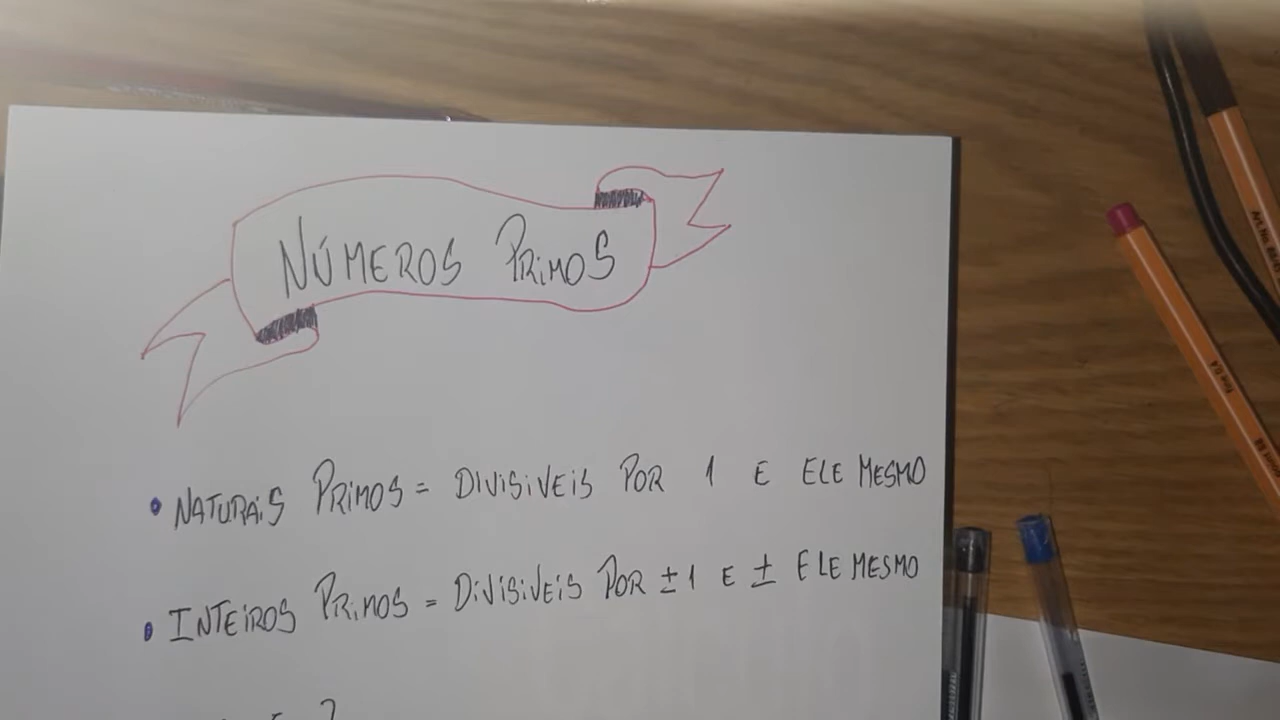 NÚMEROS PRIMOS
• NATURAIS PRIMOS = DIVISIVEIS POR 1 E ELE MESMO
• INTEIROS PRIMOS = DIVISIVEIS POR ±1 E ± ELE MESMO